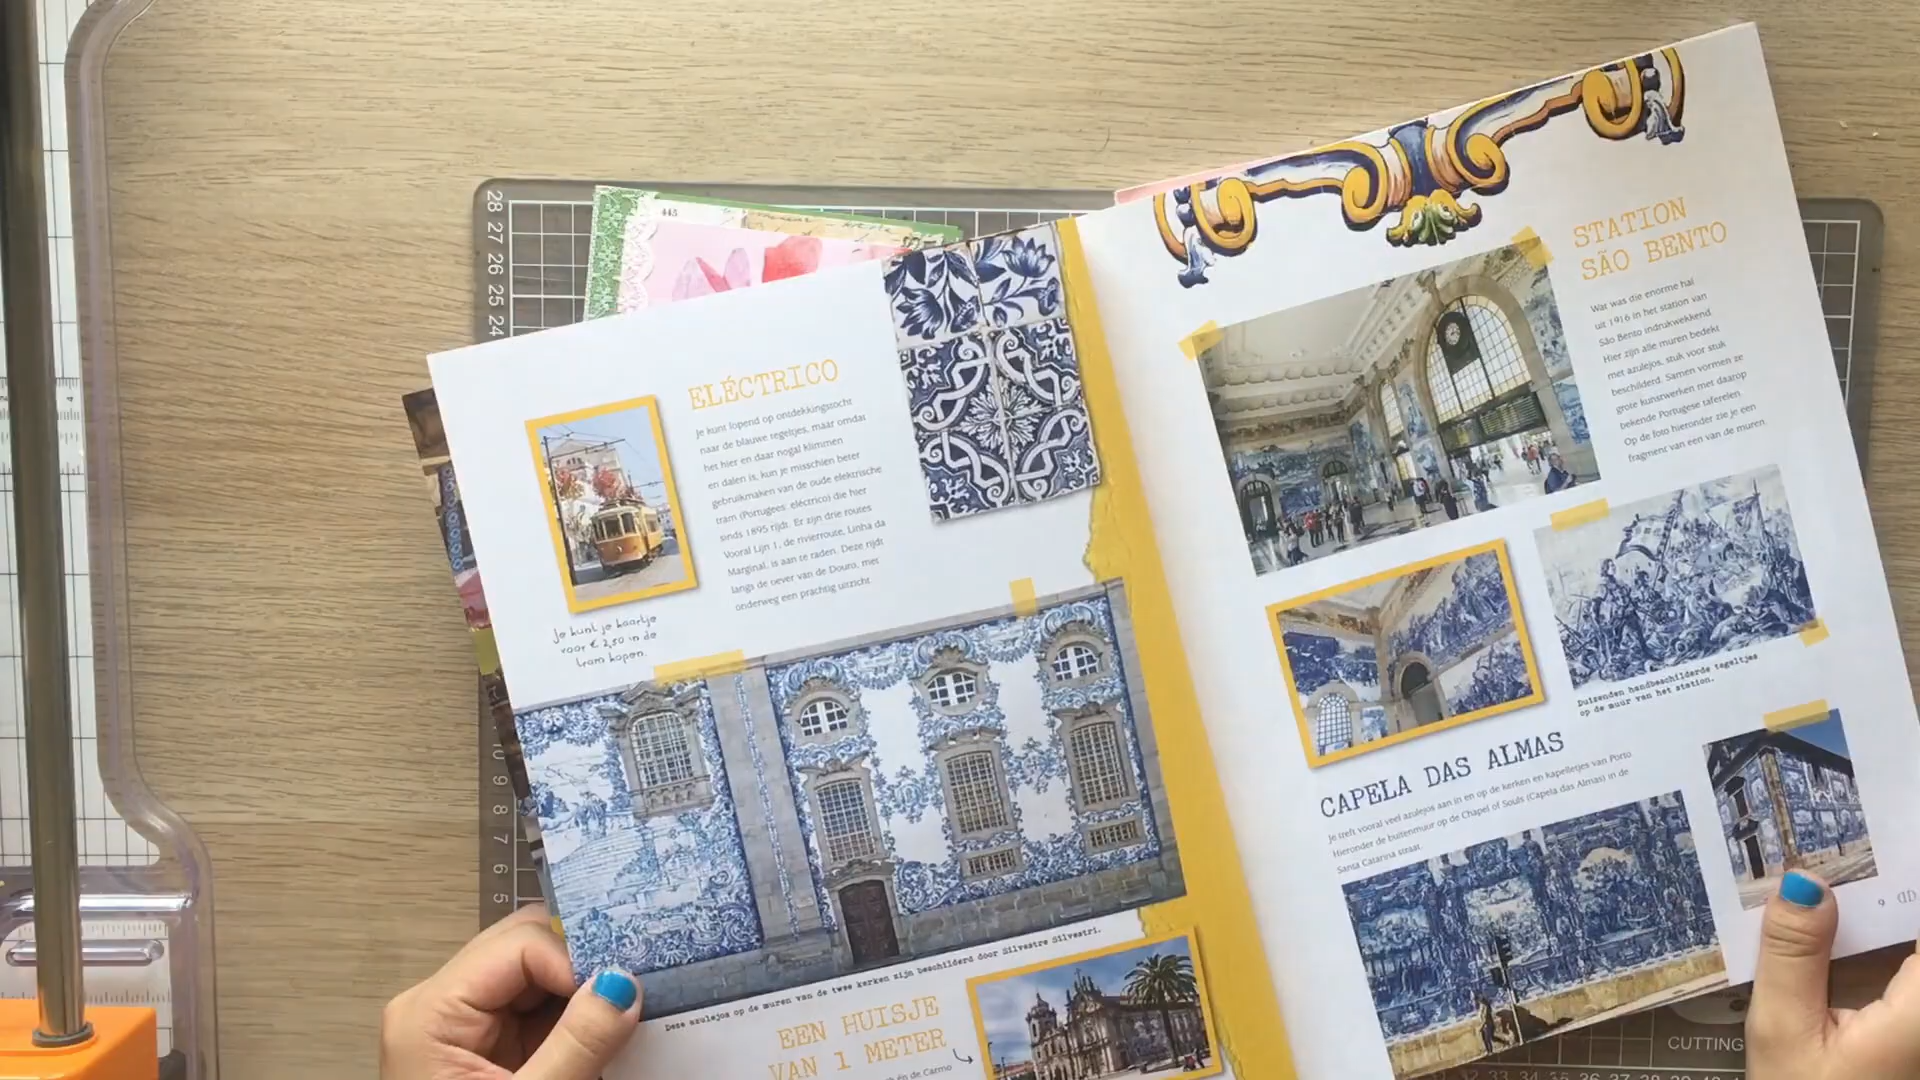 ELÉCTRICO
Je kunt lopend op ontdekkingstocht
naar de blauwe tegeltjes, maar omdat
het hier en daar nogal klimmen
en dalen is, kun je misschien beter
gebruikmaken van de oude elektrische
tram (Portugees: eléctrico) die hier
sinds 1895 rijdt. Er zijn drie routes
Vooral Lijn 1, de rivierroute, Linha da
Marginal, is aan te raden. Deze rijdt
langs de oever van de Douro, met
onderweg een prachtig uitzicht
Je kunt je kaartje
voor € 2,50 in de
tram kopen.
Deze azulejos op de muren van de twee kerken zijn beschilderd door Silvestre Silvestri.
EEN HUISJE
VAN 1 METER
en de Carmo
STATION
SÃO BENTO
Wat was die enorme hal
uit 1916 in het station van
São Bento indrukwekkend
Hier zijn alle muren bedekt
met azulejos, stuk voor stuk
beschilderd. Samen vormen ze
grote kunstwerken met daarop
bekende Portugese taferelen
Op de foto hieronder zie je een
fragment van een van de muren.
Duizenden handbeschilderde tegeltjes
op de muur van het station.
CAPELA DAS ALMAS
Je treft vooral veel azulejos aan in en op de kerken en kapelletjes van Porto
Hieronder de buitenmuur op de Chapel of Souls (Capela das Almas) in de
Santa Catarina straat.
9
445
28
27
26
25
24
10
9
8
7
6
5
CUTTING